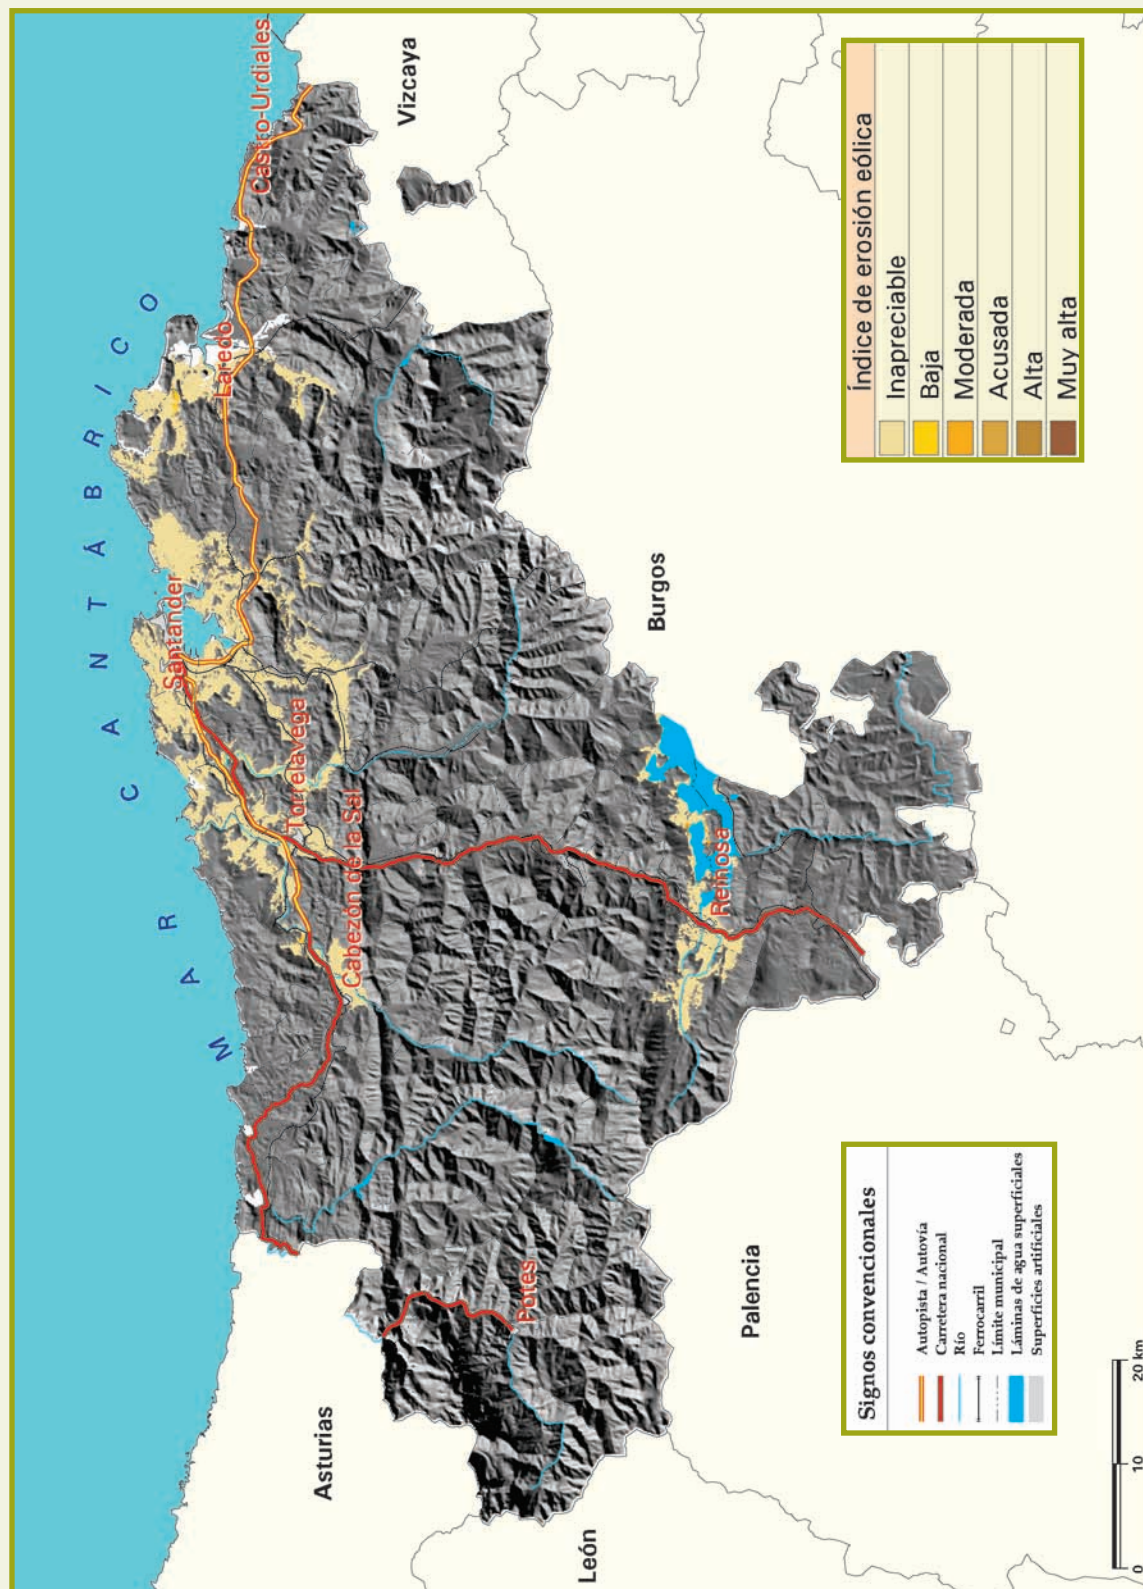 MAR CANTÁBRICO
Castro-Urdiales
Laredo
Santander
Torrelavega
Cabezón de la Sal
Reinosa
Potes
Vizcaya
Burgos
Palencia
Asturias
León
Índice de erosión eólica
Inapreciable
Baja
Moderada
Acusada
Alta
Muy alta
Signos convencionales
Autopista / Autovía
Carretera nacional
Río
Ferrocarril
Límite municipal
Láminas de agua superficiales
Superficies artificiales
0 10 20 km